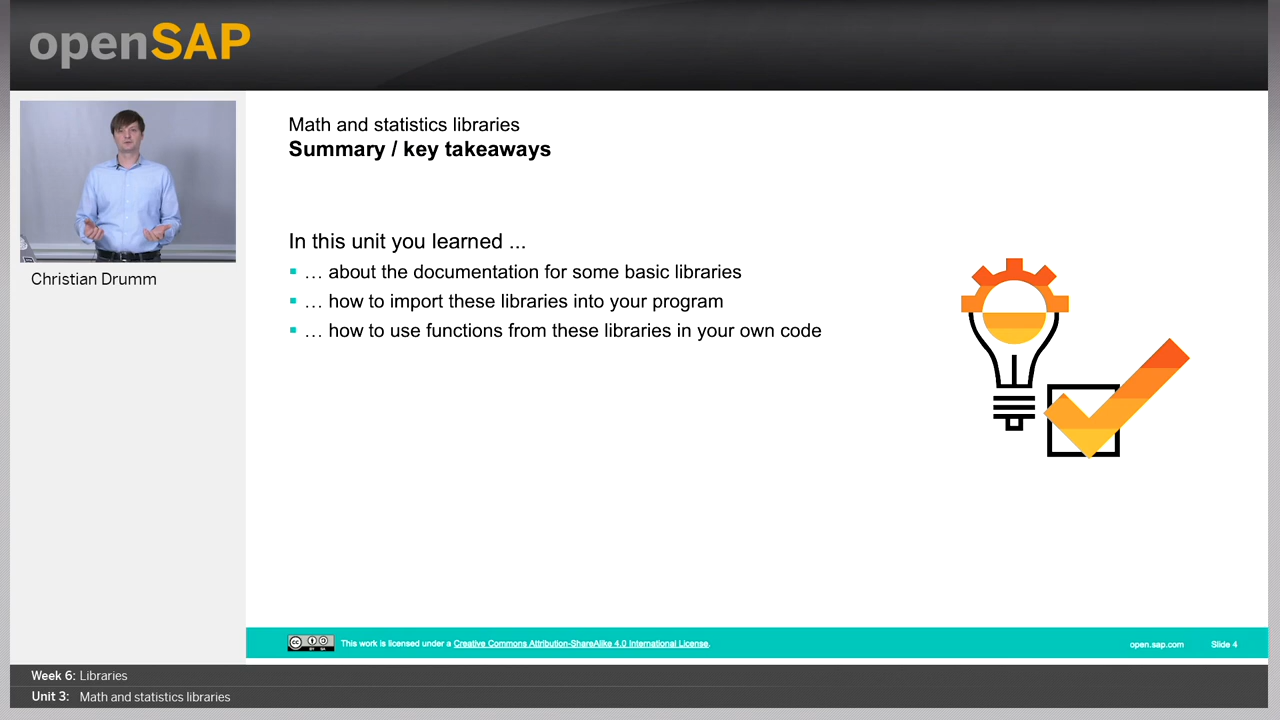 openSAP
Math and statistics libraries
Summary / key takeaways
In this unit you learned ...
… about the documentation for some basic libraries
… how to import these libraries into your program
… how to use functions from these libraries in your own code
Christian Drumm
CC BY SA
This work is licensed under a Creative Commons Attribution-ShareAlike 4.0 International License.
open.sap.com
Slide 4
Week 6: Libraries
Unit 3: Math and statistics libraries